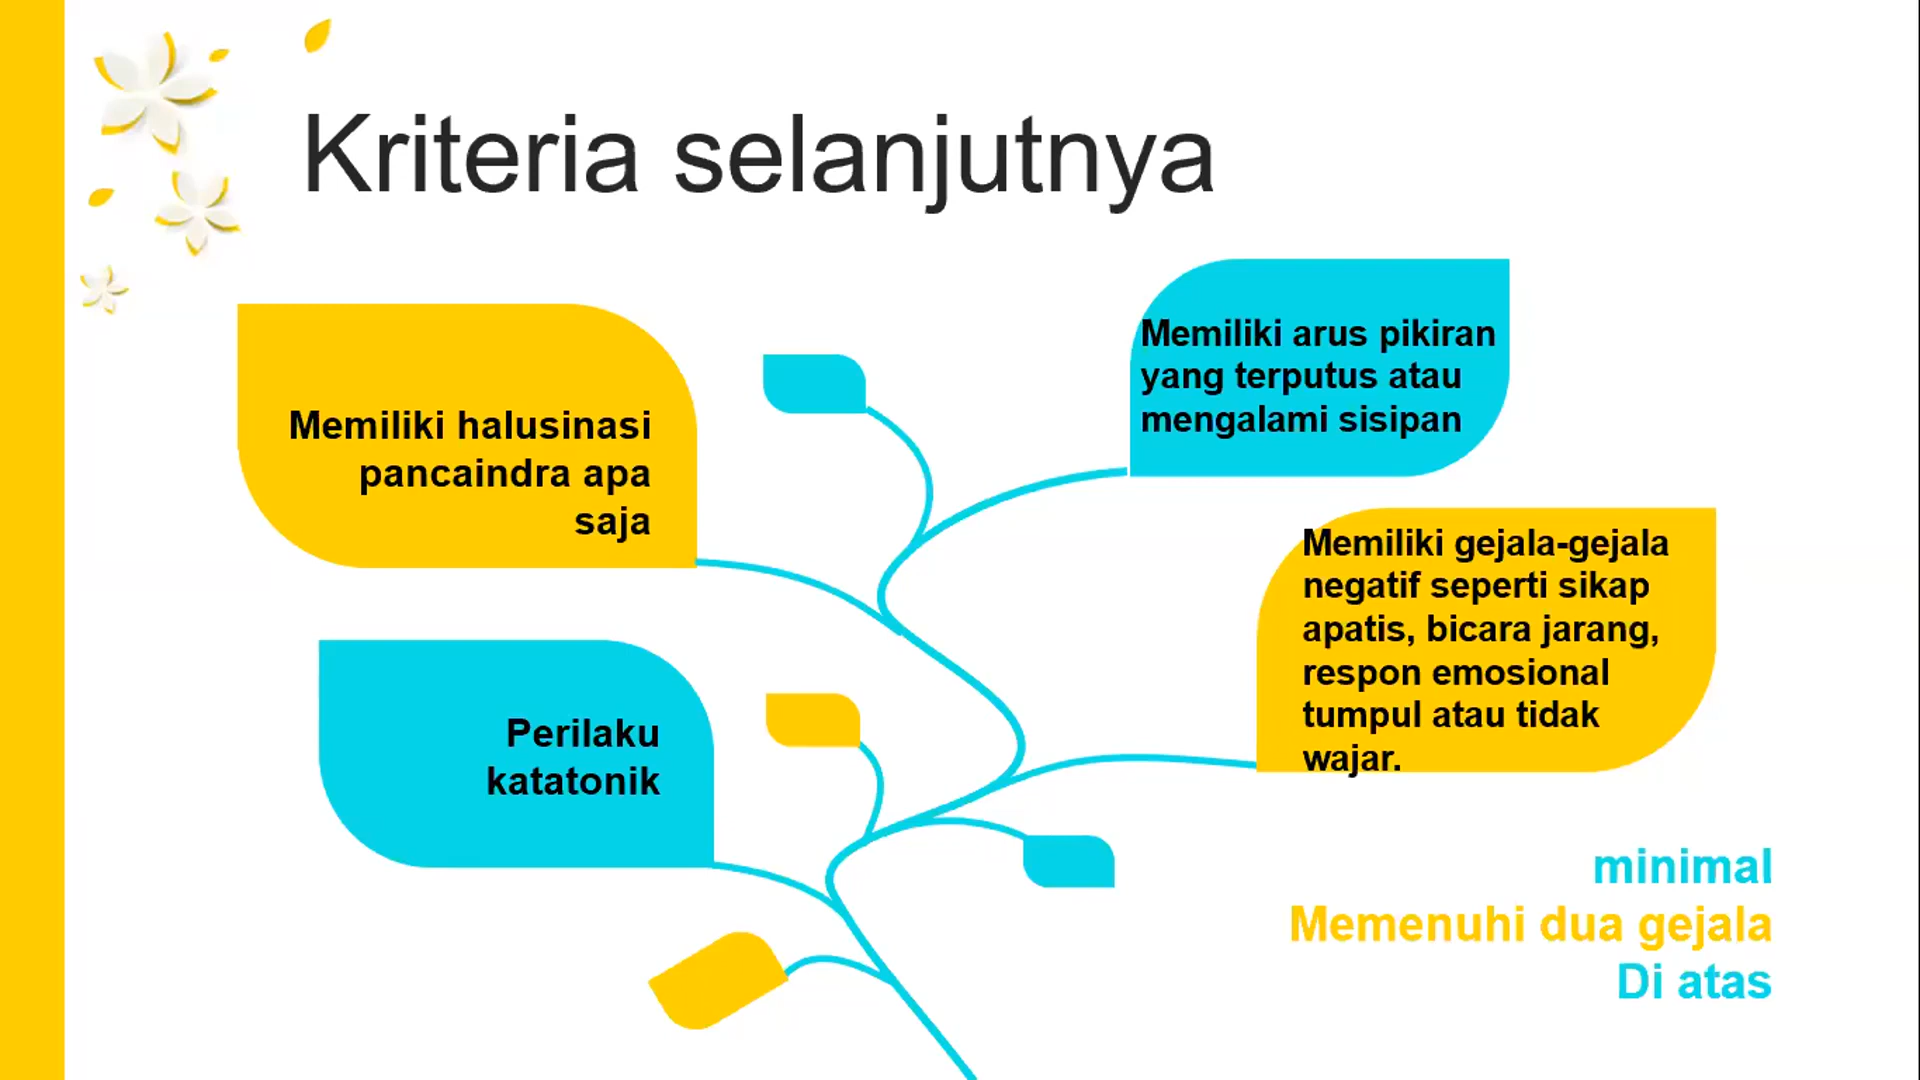 Kriteria selanjutnya
Memiliki halusinasi
pancaindra apa
saja
Memiliki arus pikiran
yang terputus atau
mengalami sisipan
Perilaku
katatonik
Memiliki gejala-gejala
negatif seperti sikap
apatis, bicara jarang,
respon emosional
tumpul atau tidak
wajar.
minimal
Memenuhi dua gejala
Di atas